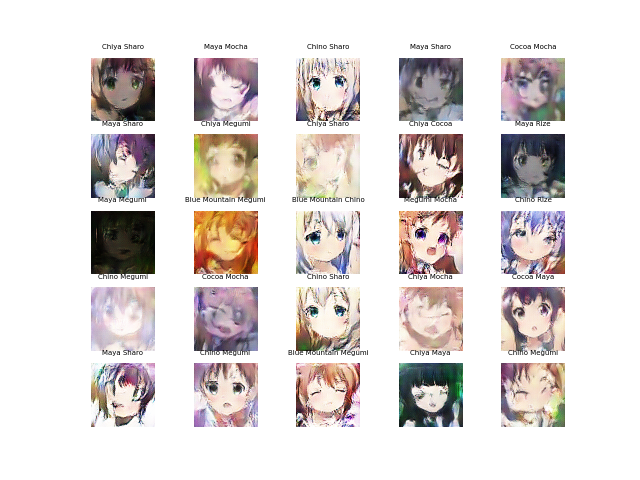 Chiya Sharo
Maya Mocha
Chino Sharo
Maya Sharo
Cocoa Mocha
Maya Sharo
Chiya Megumi
Chiya Sharo
Chiya Cocoa
Maya Rize
Maya Megumi
Blue Mountain Megumi
Blue Mountain Chino
Megumi Mocha
Chino Rize
Chino Megumi
Cocoa Mocha
Chino Sharo
Chiya Mocha
Cocoa Maya
Maya Sharo
Chino Megumi
Blue Mountain Megumi
Chiya Maya
Chino Megumi